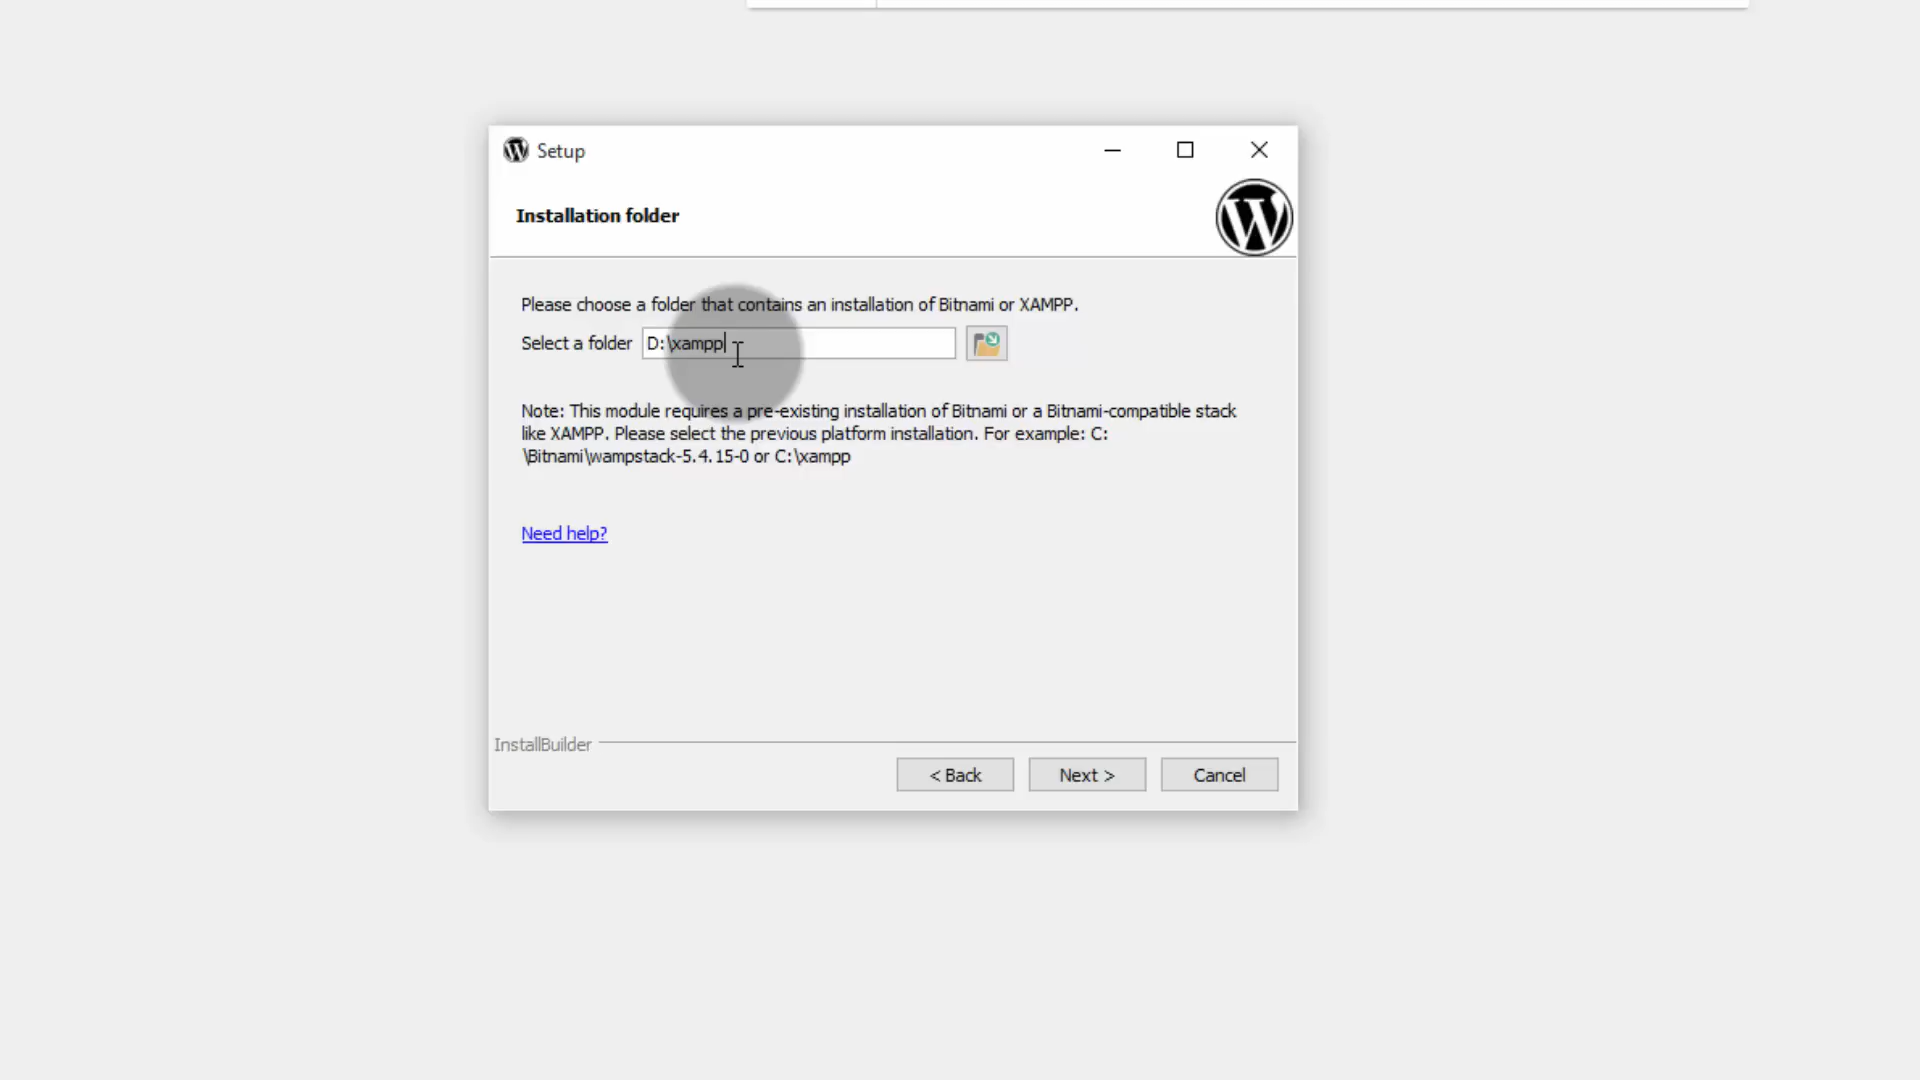 Setup
Installation folder
Please choose a folder that contains an installation of Bitnami or XAMPP.
Select a folder D:\xampp
Note: This module requires a pre-existing installation of Bitnami or a Bitnami-compatible stack
like XAMPP. Please select the previous platform installation. For example: C:
\Bitnami\wampstack-5.4.15-0 or C:\xampp
Need help?
InstallBuilder
< Back Next > Cancel